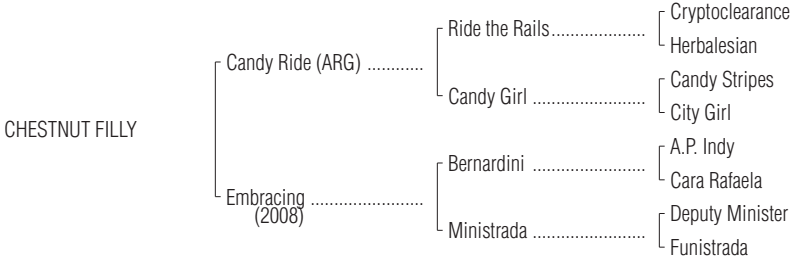 Cryptoclearance
Ride the Rails.....................
Herbalesian
Candy Ride (ARG) ............
Candy Stripes
Candy Girl .........................
City Girl
CHESTNUT FILLY
A.P. Indy
Bernardini .........................
Cara Rafaela
Embracing ........................
(2008)
Deputy Minister
Ministrada .........................
Funistrada